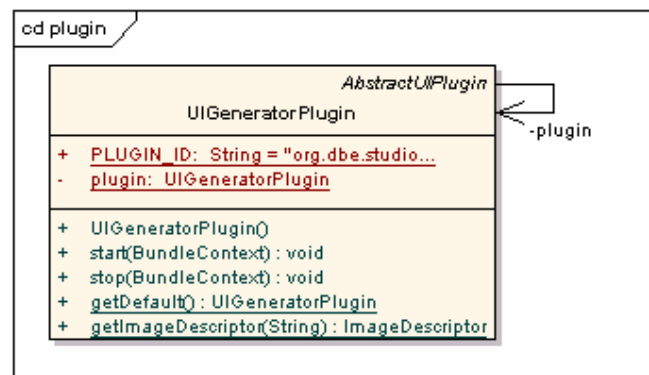 cd plugin
AbstractUIPlugin
UIGeneratorPlugin
-plugin
+ PLUGIN_ID: String = "org.dbe.studio...
- plugin: UIGeneratorPlugin
+ UIGeneratorPlugin()
+ start(BundleContext) : void
+ stop(BundleContext) : void
+ getDefault() : UIGeneratorPlugin
+ getImageDescriptor(String) : ImageDescriptor